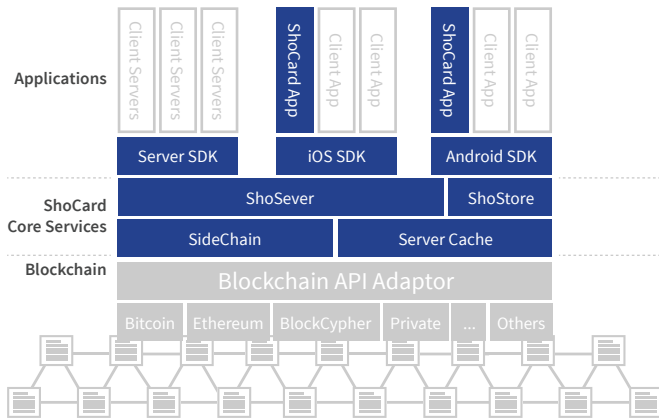 Applications
Client Servers
Client Servers
Client Servers
ShoCard App
Client App
Client App
ShoCard App
Client App
Client App
Server SDK
iOS SDK
Android SDK
ShoCard
Core Services
ShoSever
ShoStore
SideChain
Server Cache
Blockchain
Blockchain API Adaptor
Bitcoin
Ethereum
BlockCypher
Private
...
Others